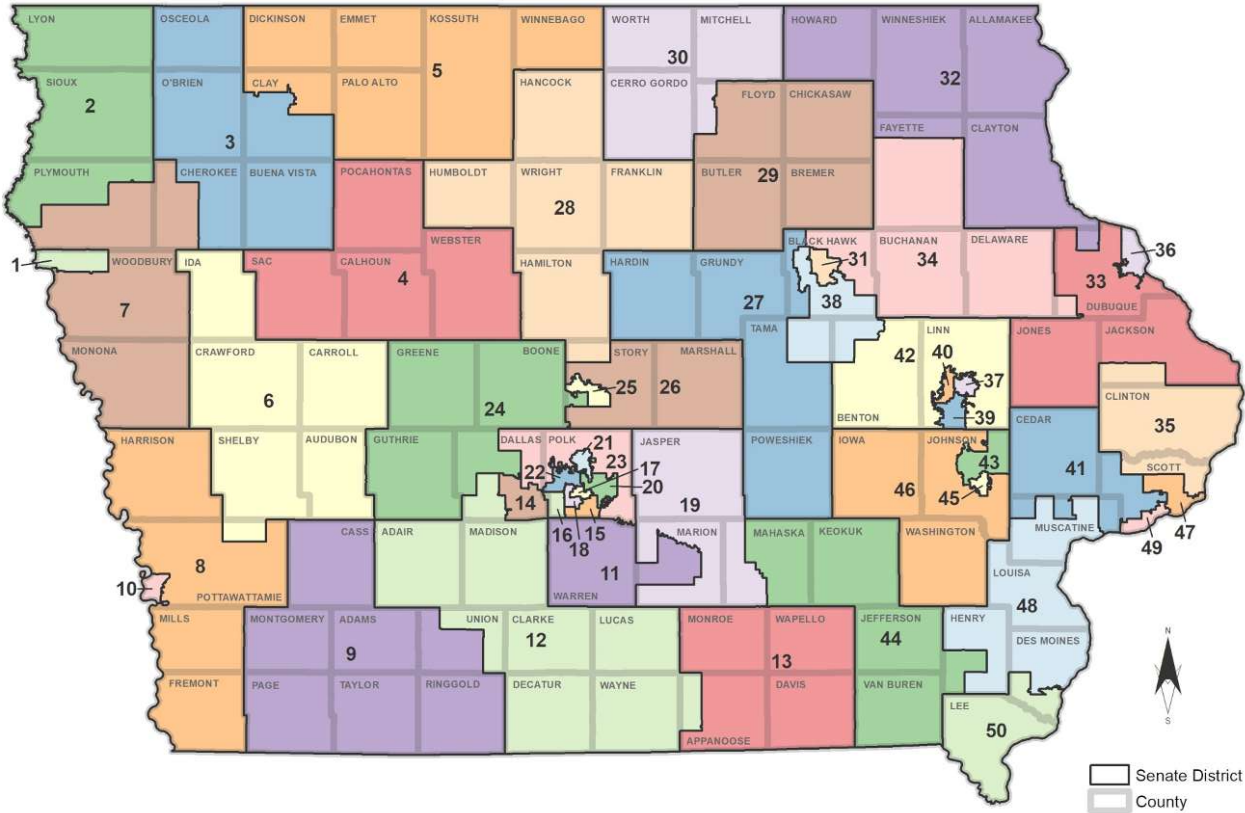 LYON
OSCEOLA
DICKINSON
EMMET
KOSSUTH
WINNEBAGO
WORTH
MITCHELL
HOWARD
WINNESHIEK
ALLAMAKEE
30
5
32
SIOUX
O'BRIEN
CLAY
PALO ALTO
HANCOCK
CERRO GORDO
FLOYD
CHICKASAW
2
3
FAYETTE
CLAYTON
PLYMOUTH
CHEROKEE
BUENA VISTA
POCAHONTAS
HUMBOLDT
WRIGHT
FRANKLIN
BUTLER
29
BREMER
28
WEBSTER
BLACK HAWK
BUCHANAN
DELAWARE
36
1
WOODBURY
IDA
SAC
CALHOUN
HAMILTON
HARDIN
GRUNDY
31
34
33
4
27
38
DUBUQUE
7
TAMA
LINN
JONES
JACKSON
MONONA
CRAWFORD
CARROLL
GREENE
BOONE
STORY
MARSHALL
42
40
37
25
26
6
24
BENTON
39
CLINTON
CEDAR
35
HARRISON
SHELBY
AUDUBON
GUTHRIE
DALLAS
POLK
21
JASPER
POWESHIEK
IOWA
JOHNSON
23
17
43
41
SCOTT
22
20
14
19
46
45
16
18
15
47
CASS
ADAIR
MADISON
MARION
MAHASKA
KEOKUK
WASHINGTON
MUSCATINE
49
8
10
11
LOUISA
POTTAWATTAMIE
WARREN
48
MILLS
MONTGOMERY
ADAMS
UNION
CLARKE
LUCAS
MONROE
WAPELLO
JEFFERSON
HENRY
9
12
13
44
DES MOINES
FREMONT
PAGE
TAYLOR
RINGGOLD
DECATUR
WAYNE
DAVIS
VAN BUREN
LEE
APPANOOSE
50
N
S
Senate District
County